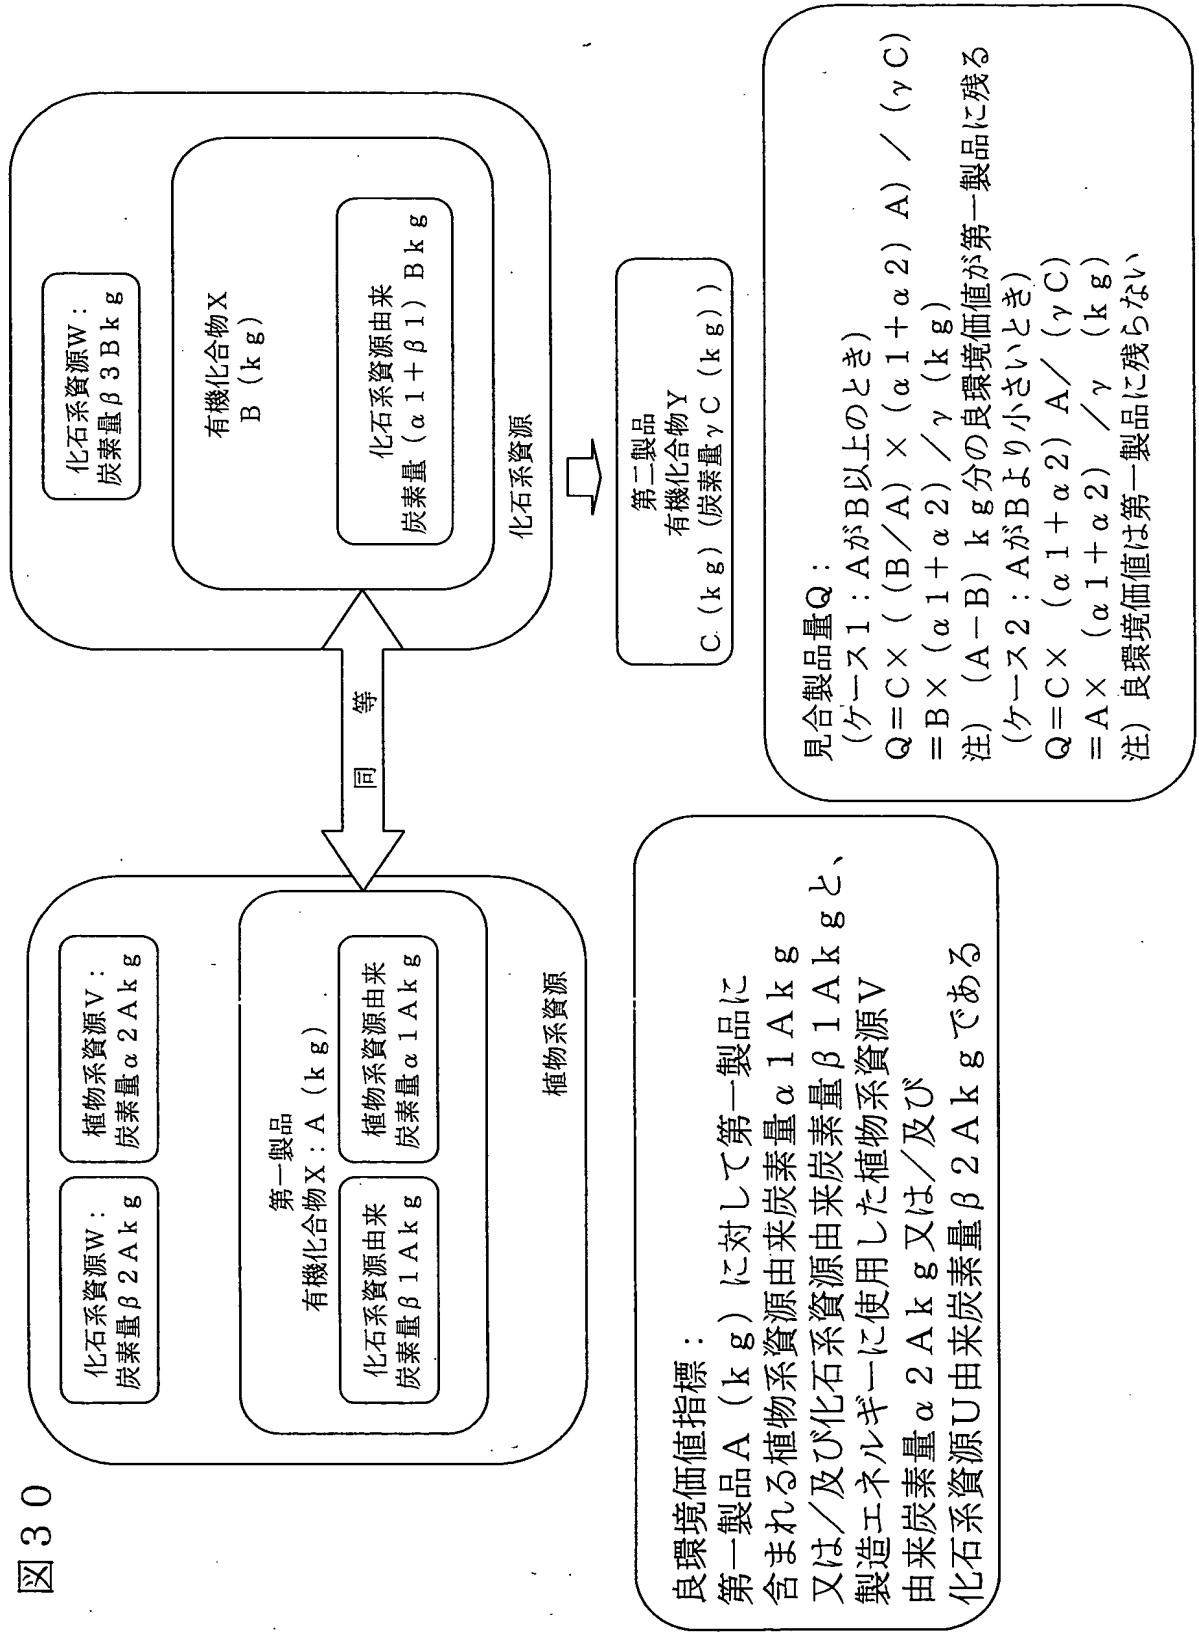 図30
化石系資源W：
炭素量β2Akg
植物系資源V：
炭素量α2Akg
第一製品
有機化合物X：A（kg）
化石系資源由来
炭素量β1Akg
植物系資源由来
炭素量α1Akg
植物系資源
同　等
化石系資源W：
炭素量β3Bkg
有機化合物X
B（kg）
化石系資源由来
炭素量（α1＋β1）Bkg
化石系資源
第二製品
有機化合物Y
C（kg）（炭素量γC（kg））
良環境価値指標：
第一製品A（kg）に対して第一製品に
含まれる植物系資源由来炭素量α1Akg
又は／及び化石系資源由来炭素量β1Akgと、
製造エネルギーに使用した植物系資源V
由来炭素量α2Akg又は／及び
化石系資源U由来炭素量β2Akgである
見合製品量Q：
（ケース1：AがB以上のとき）
Q＝C×（（B／A）×（α1＋α2）A）／（γC）
＝B×（α1＋α2）／γ（kg）
注）（A－B）kg分の良環境価値が第一製品に残る
（ケース2：AがBより小さいとき）
Q＝C×（α1＋α2）A／（γC）
＝A×（α1＋α2）／γ（kg）
注）良環境価値は第一製品に残らない